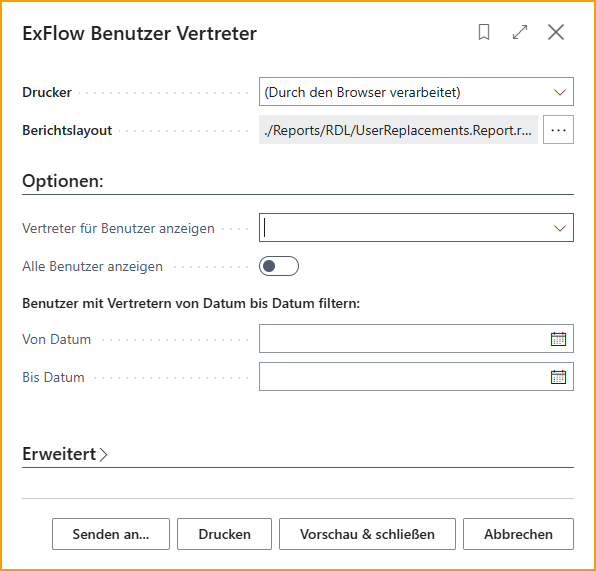 ExFlow Benutzer Vertreter
Drucker (Durch den Browser verarbeitet)
Berichtslayout ./Reports/RDL/UserReplacements.Report.r... ...
Optionen:
Vertreter für Benutzer anzeigen
Alle Benutzer anzeigen
Benutzer mit Vertretern von Datum bis Datum filtern:
Von Datum
Bis Datum
Erweitert
Senden an... Drucken Vorschau & schließen Abbrechen